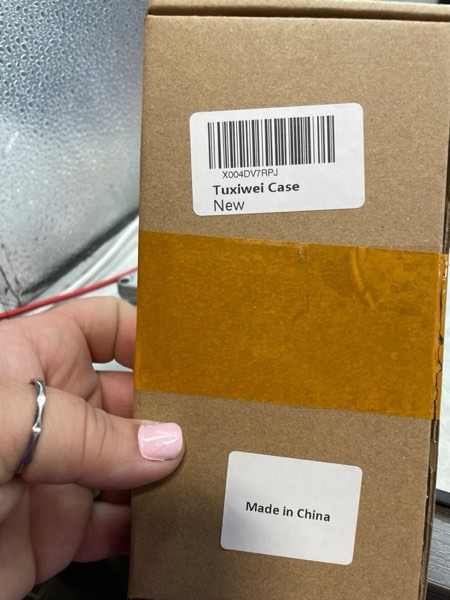 X004DV7RPJ
Tuxiwei Case
New
Made in China